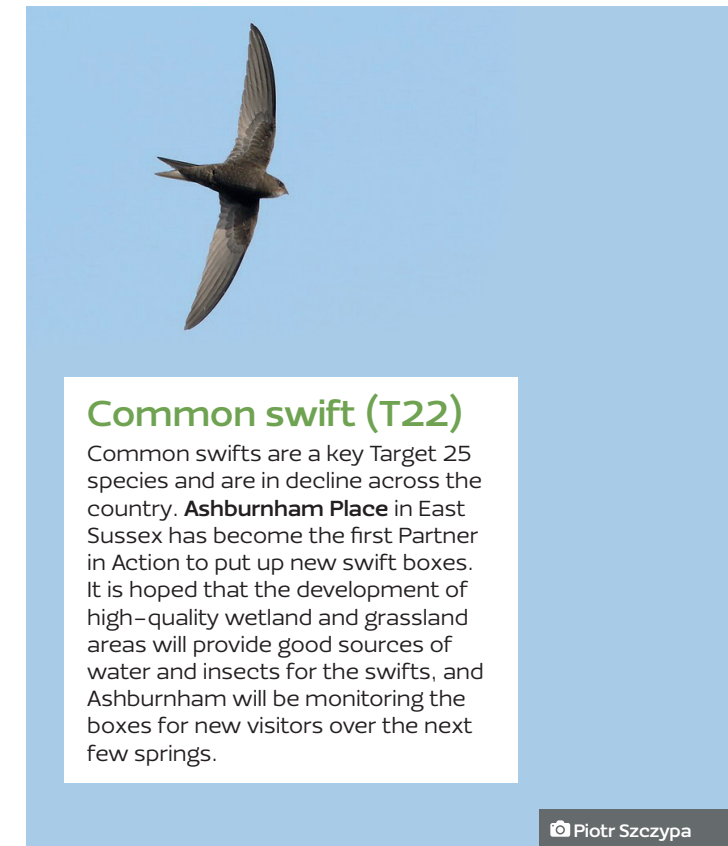 Common swift (T22)
Common swifts are a key Target 25
species and are in decline across the
country. Ashburnham Place in East
Sussex has become the first Partner
in Action to put up new swift boxes.
It is hoped that the development of
high-quality wetland and grassland
areas will provide good sources of
water and insects for the swifts, and
Ashburnham will be monitoring the
boxes for new visitors over the next
few springs.
Piotr Szczypa